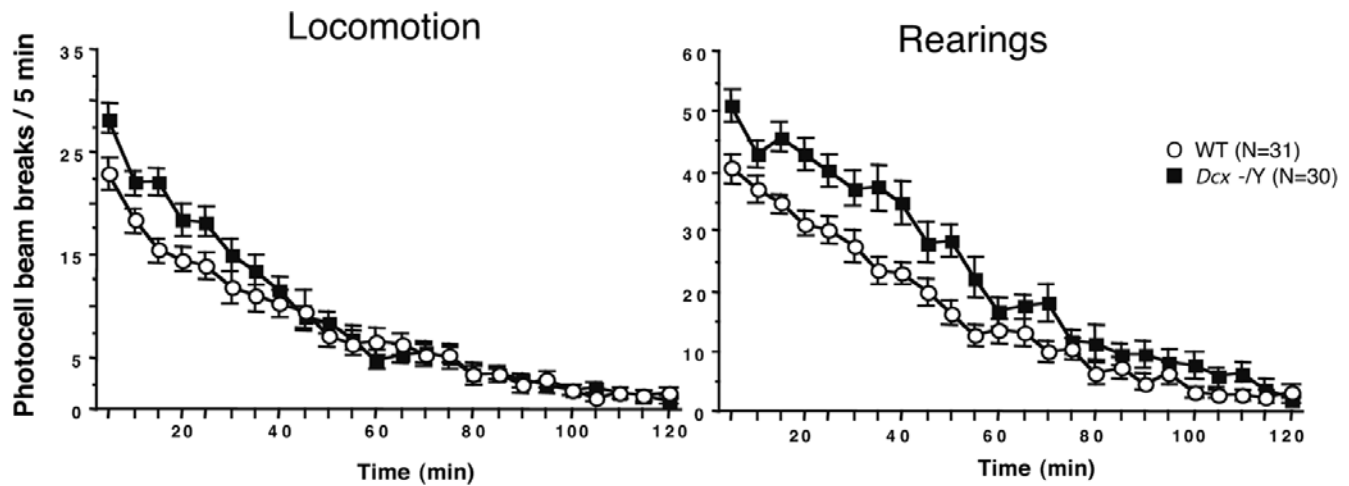 Locomotion
Rearings
Photocell beam breaks / 5 min
35
25
15
5
0
20 40 60 80 100 120
Time (min)
60
50
40
30
20
10
0
20 40 60 80 100 120
Time (min)
WT (N=31)
Dcx -/Y (N=30)